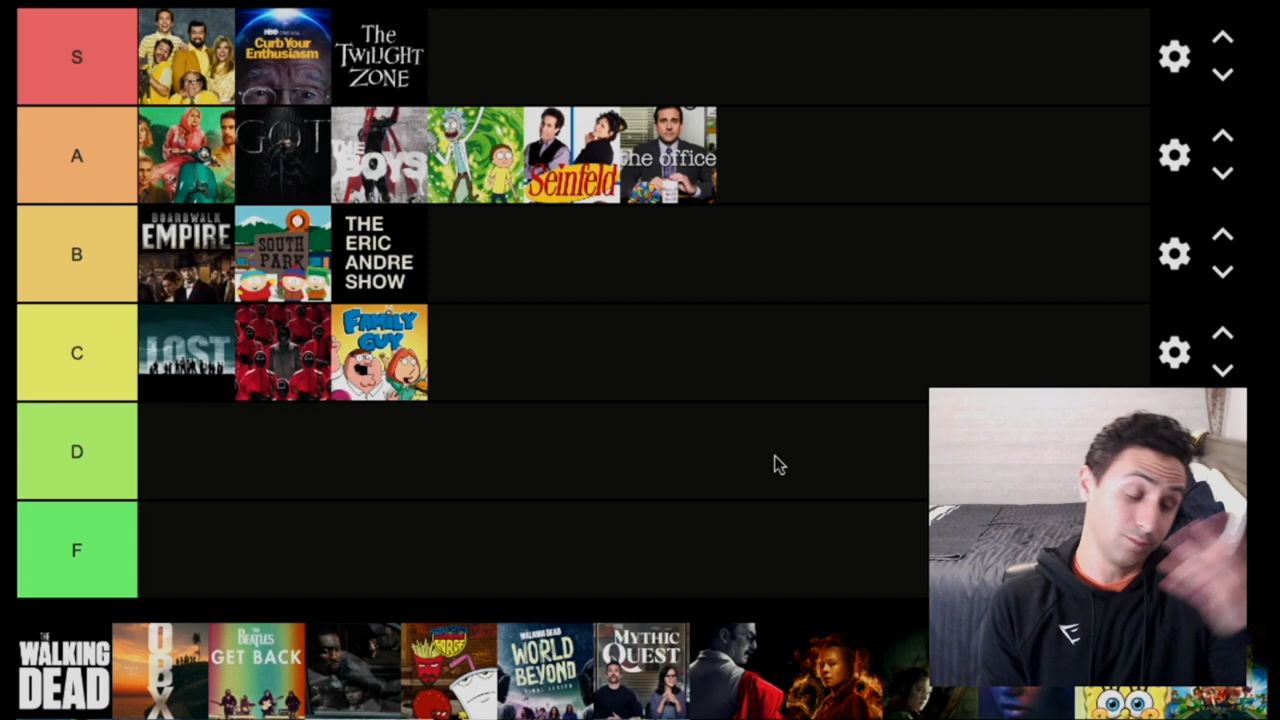 S
HBO ORIGINAL
Curb Your
Enthusiasm
The
TWILIGHT
ZONE
A
GOT
THE
BOYS
Seinfeld
the office
B
BOARDWALK
EMPIRE
SOUTH
PARK
THE
ERIC
ANDRE
SHOW
C
LOST
FAMILY
GUY
D
F
THE
WALKING
DEAD
THE
BEATLES
GET BACK
WALKING DEAD
WORLD
BEYOND
FINAL SEASON
MYTHIC
QUEST